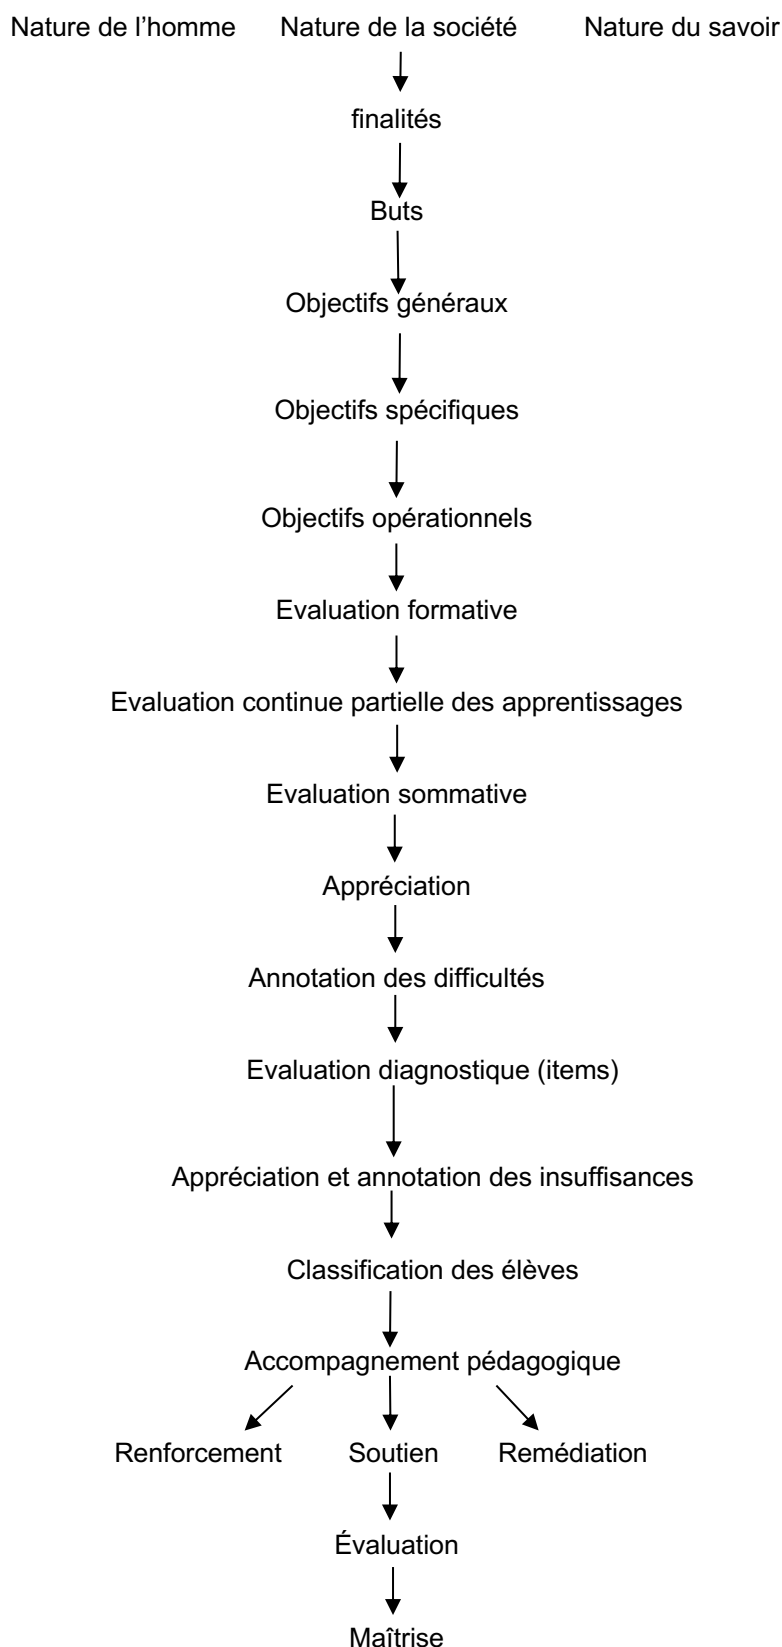 Nature de l’homme Nature de la société Nature du savoir
finalités
Buts
Objectifs généraux
Objectifs spécifiques
Objectifs opérationnels
Evaluation formative
Evaluation continue partielle des apprentissages
Evaluation sommative
Appréciation
Annotation des difficultés
Evaluation diagnostique (items)
Appréciation et annotation des insuffisances
Classification des élèves
Accompagnement pédagogique
Renforcement Soutien Remédiation
Évaluation
Maîtrise